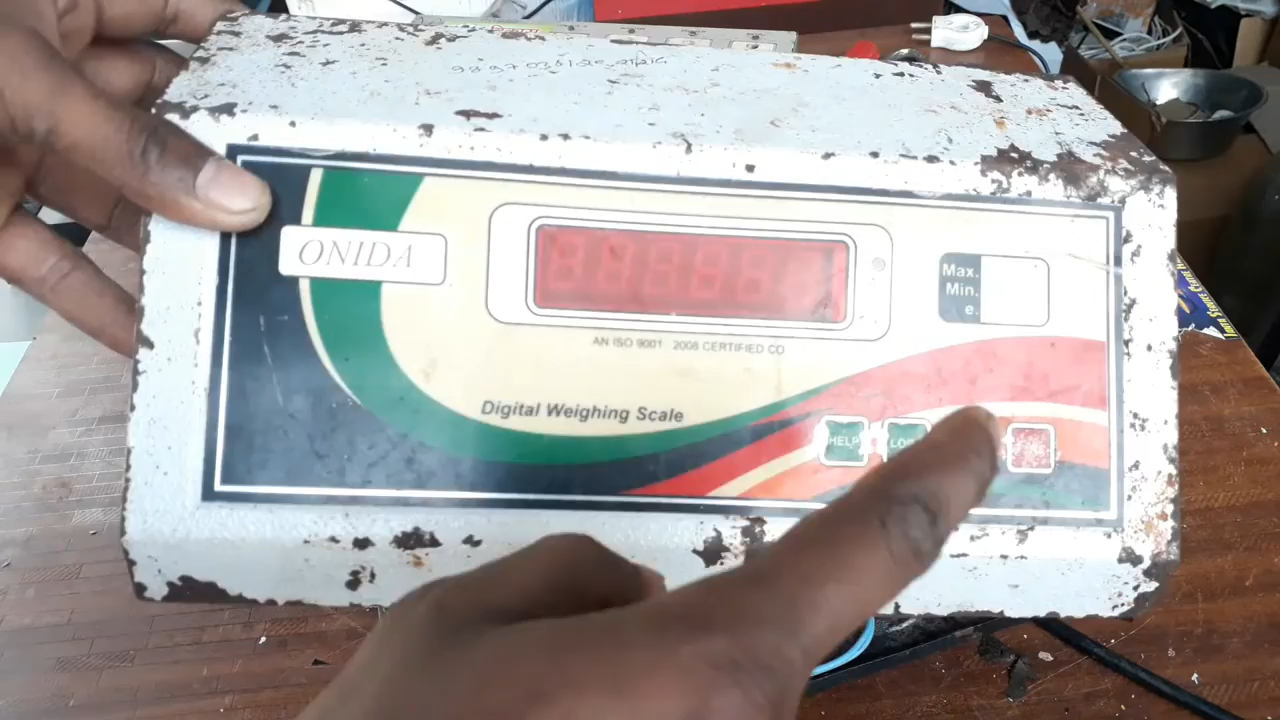 ONIDA
Max.
Min.
e.
AN ISO 9001 2008 CERTIFIED CO
Digital Weighing Scale
HELP